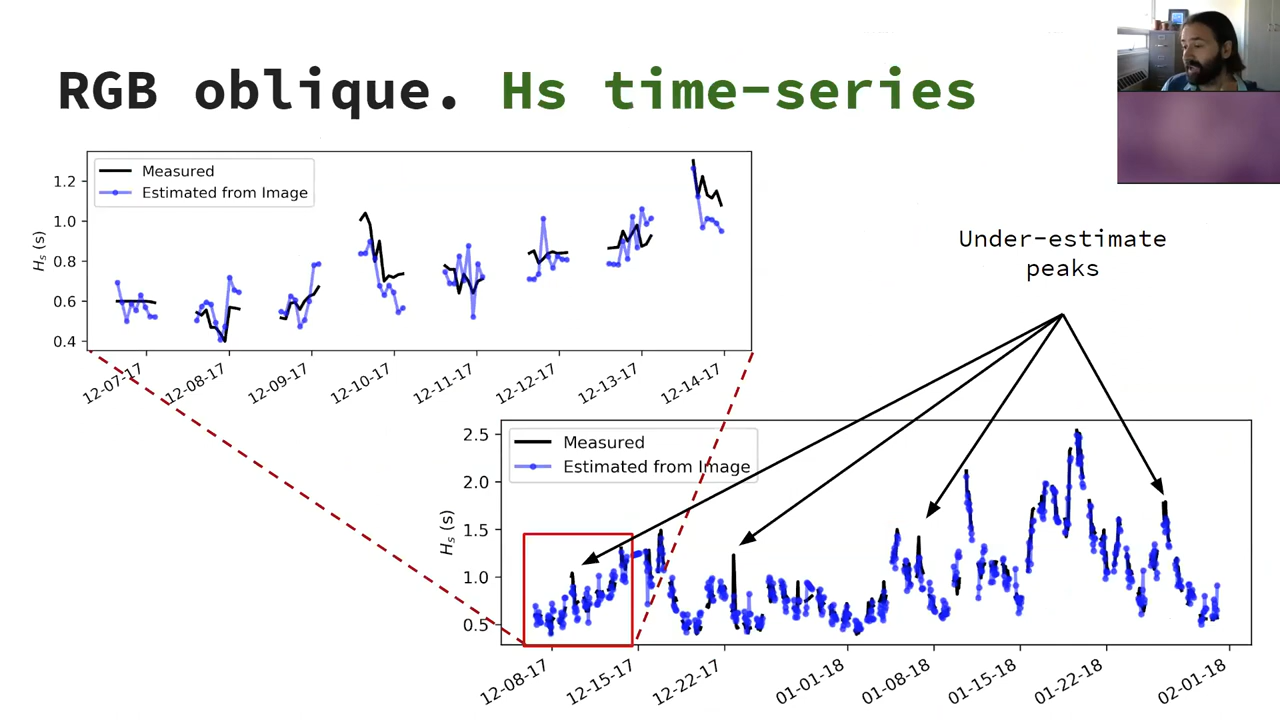 RGB oblique. Hs time-series
Measured
Estimated from Image
1.2
1.0
0.8
0.6
0.4
Hs (s)
12-07-17
12-08-17
12-09-17
12-10-17
12-11-17
12-12-17
12-13-17
12-14-17
Under-estimate
peaks
Measured
Estimated from Image
2.5
2.0
1.5
1.0
0.5
Hs (s)
12-08-17
12-15-17
12-22-17
01-01-18
01-08-18
01-15-18
01-22-18
02-01-18